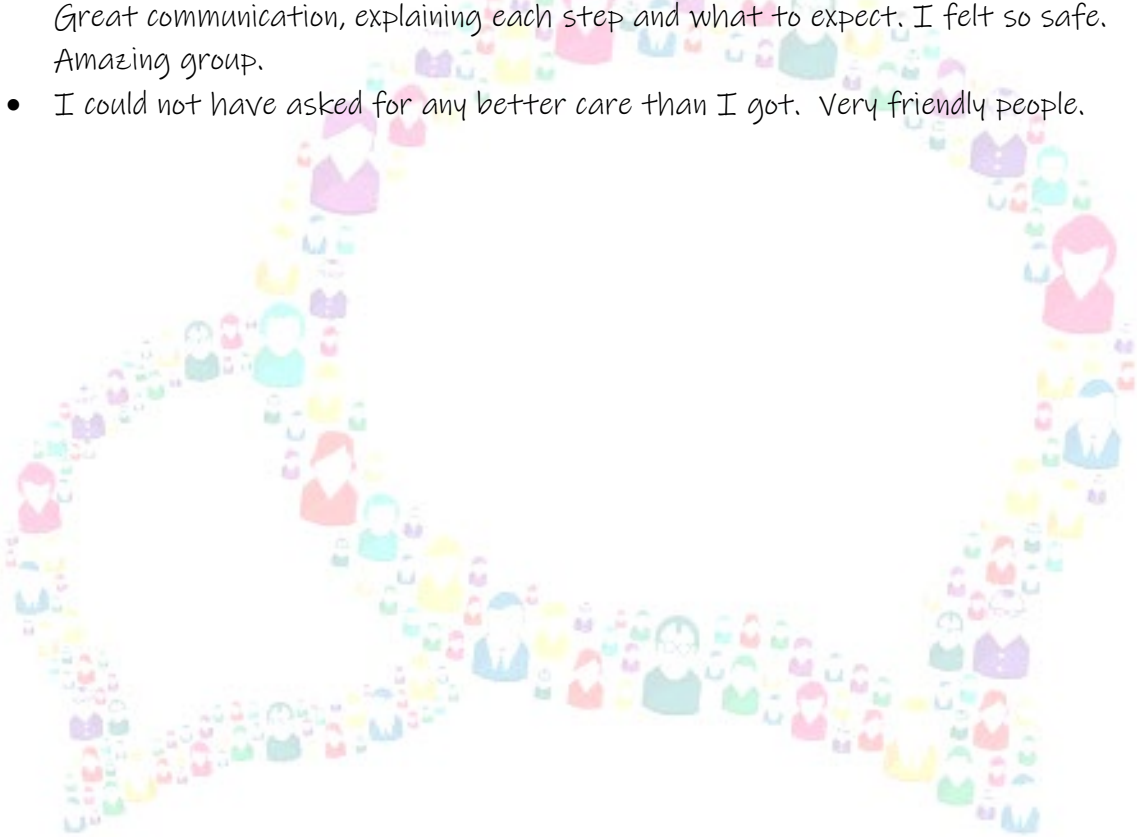 Great communication, explaining each step and what to expect. I felt so safe.
Amazing group.
• I could not have asked for any better care than I got.  Very friendly people.